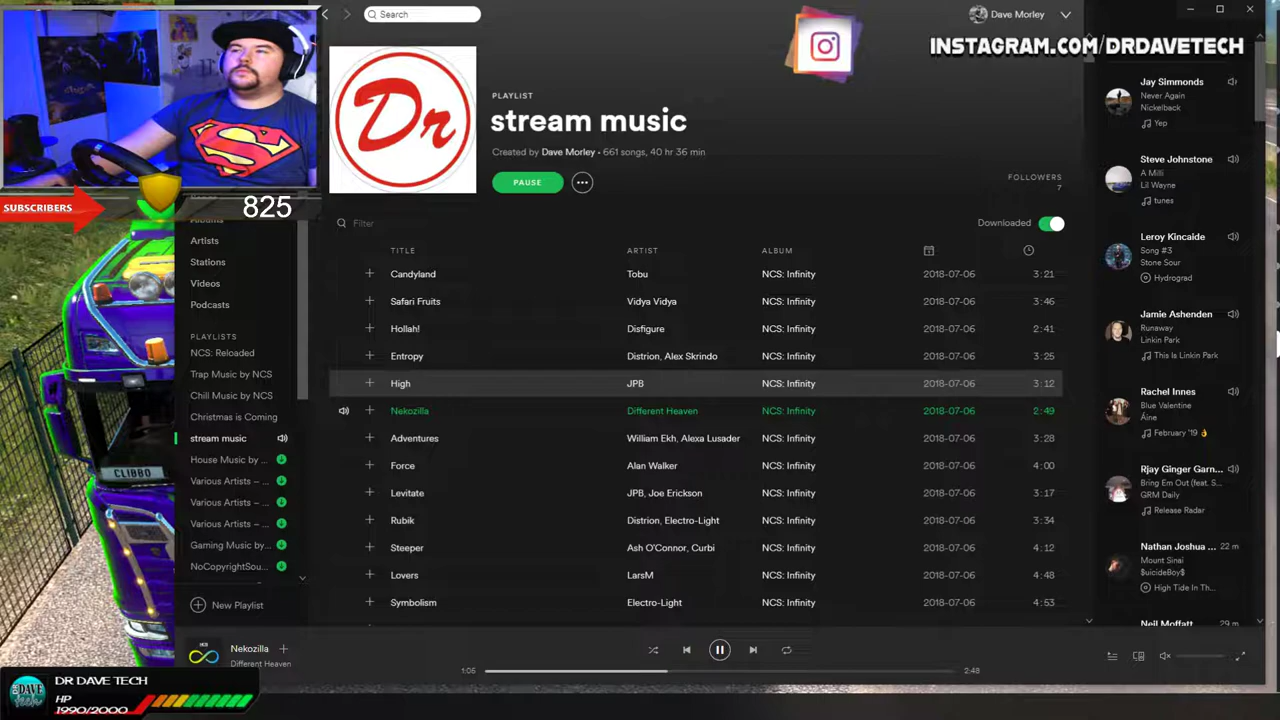 Search
Dave Morley
INSTAGRAM.COM/DRDAVETECH
Dr
PLAYLIST
stream music
Created by Dave Morley • 661 songs, 40 hr 36 min
PAUSE
FOLLOWERS
7
SUBSCRIBERS
825
Filter
Downloaded
Albums
Artists
Stations
Videos
Podcasts
PLAYLISTS
NCS: Reloaded
Trap Music by NCS
Chill Music by NCS
Christmas is Coming
stream music
House Music by ...
Various Artists – ...
Various Artists – ...
Various Artists – ...
Gaming Music by...
NoCopyrightSou...
New Playlist
TITLE ARTIST ALBUM
Candyland Tobu NCS: Infinity 2018-07-06 3:21
Safari Fruits Vidya Vidya NCS: Infinity 2018-07-06 3:46
Hollah! Disfigure NCS: Infinity 2018-07-06 2:41
Entropy Distrion, Alex Skrindo NCS: Infinity 2018-07-06 3:25
High JPB NCS: Infinity 2018-07-06 3:12
Nekozilla Different Heaven NCS: Infinity 2018-07-06 2:49
Adventures William Ekh, Alexa Lusader NCS: Infinity 2018-07-06 3:28
Force Alan Walker NCS: Infinity 2018-07-06 4:00
Levitate JPB, Joe Erickson NCS: Infinity 2018-07-06 3:17
Rubik Distrion, Electro-Light NCS: Infinity 2018-07-06 3:34
Steeper Ash O'Connor, Curbi NCS: Infinity 2018-07-06 4:12
Lovers LarsM NCS: Infinity 2018-07-06 4:48
Symbolism Electro-Light NCS: Infinity 2018-07-06 4:53
Jay Simmonds
Never Again
Nickelback
Yep
Steve Johnstone
A Milli
Lil Wayne
tunes
Leroy Kincaide
Song #3
Stone Sour
Hydrograd
Jamie Ashenden
Runaway
Linkin Park
This Is Linkin Park
Rachel Innes
Blue Valentine
Áine
February '19 👌
Rjay Ginger Garn...
Bring Em Out (feat. S...
GRM Daily
Release Radar
Nathan Joshua ... 22 m
Mount Sinai
$uicideBoy$
High Tide In Th...
Neil Moffatt 29 m
CLIBBO
Nekozilla
Different Heaven
1:06
2:48
DR DAVE TECH
HP
1990/2000